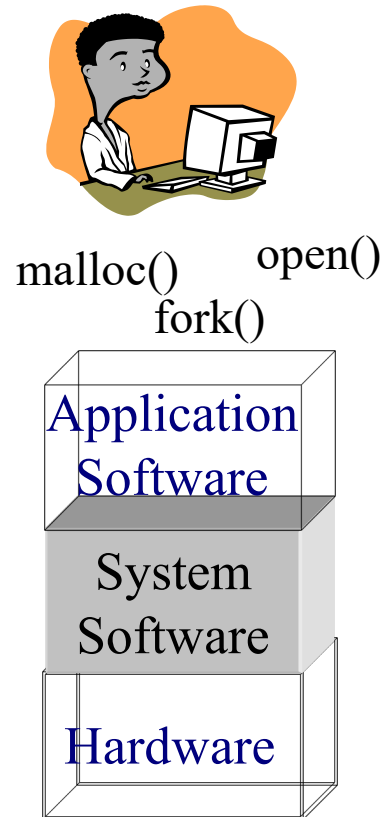 malloc()
open()
fork()
Application
Software
System
Software
Hardware